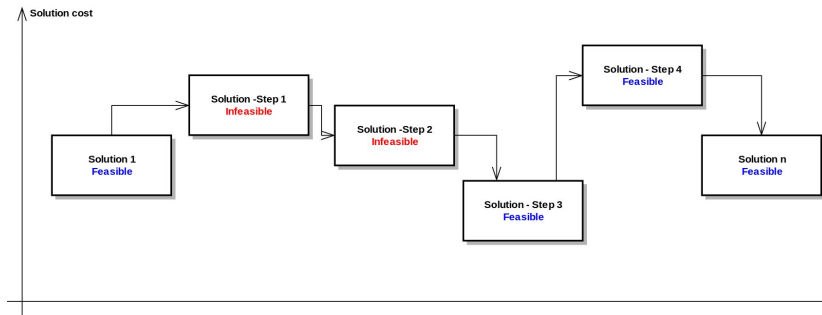 Solution cost
Solution 1
Feasible
Solution -Step 1
Infeasible
Solution -Step 2
Infeasible
Solution - Step 3
Feasible
Solution - Step 4
Feasible
Solution n
Feasible